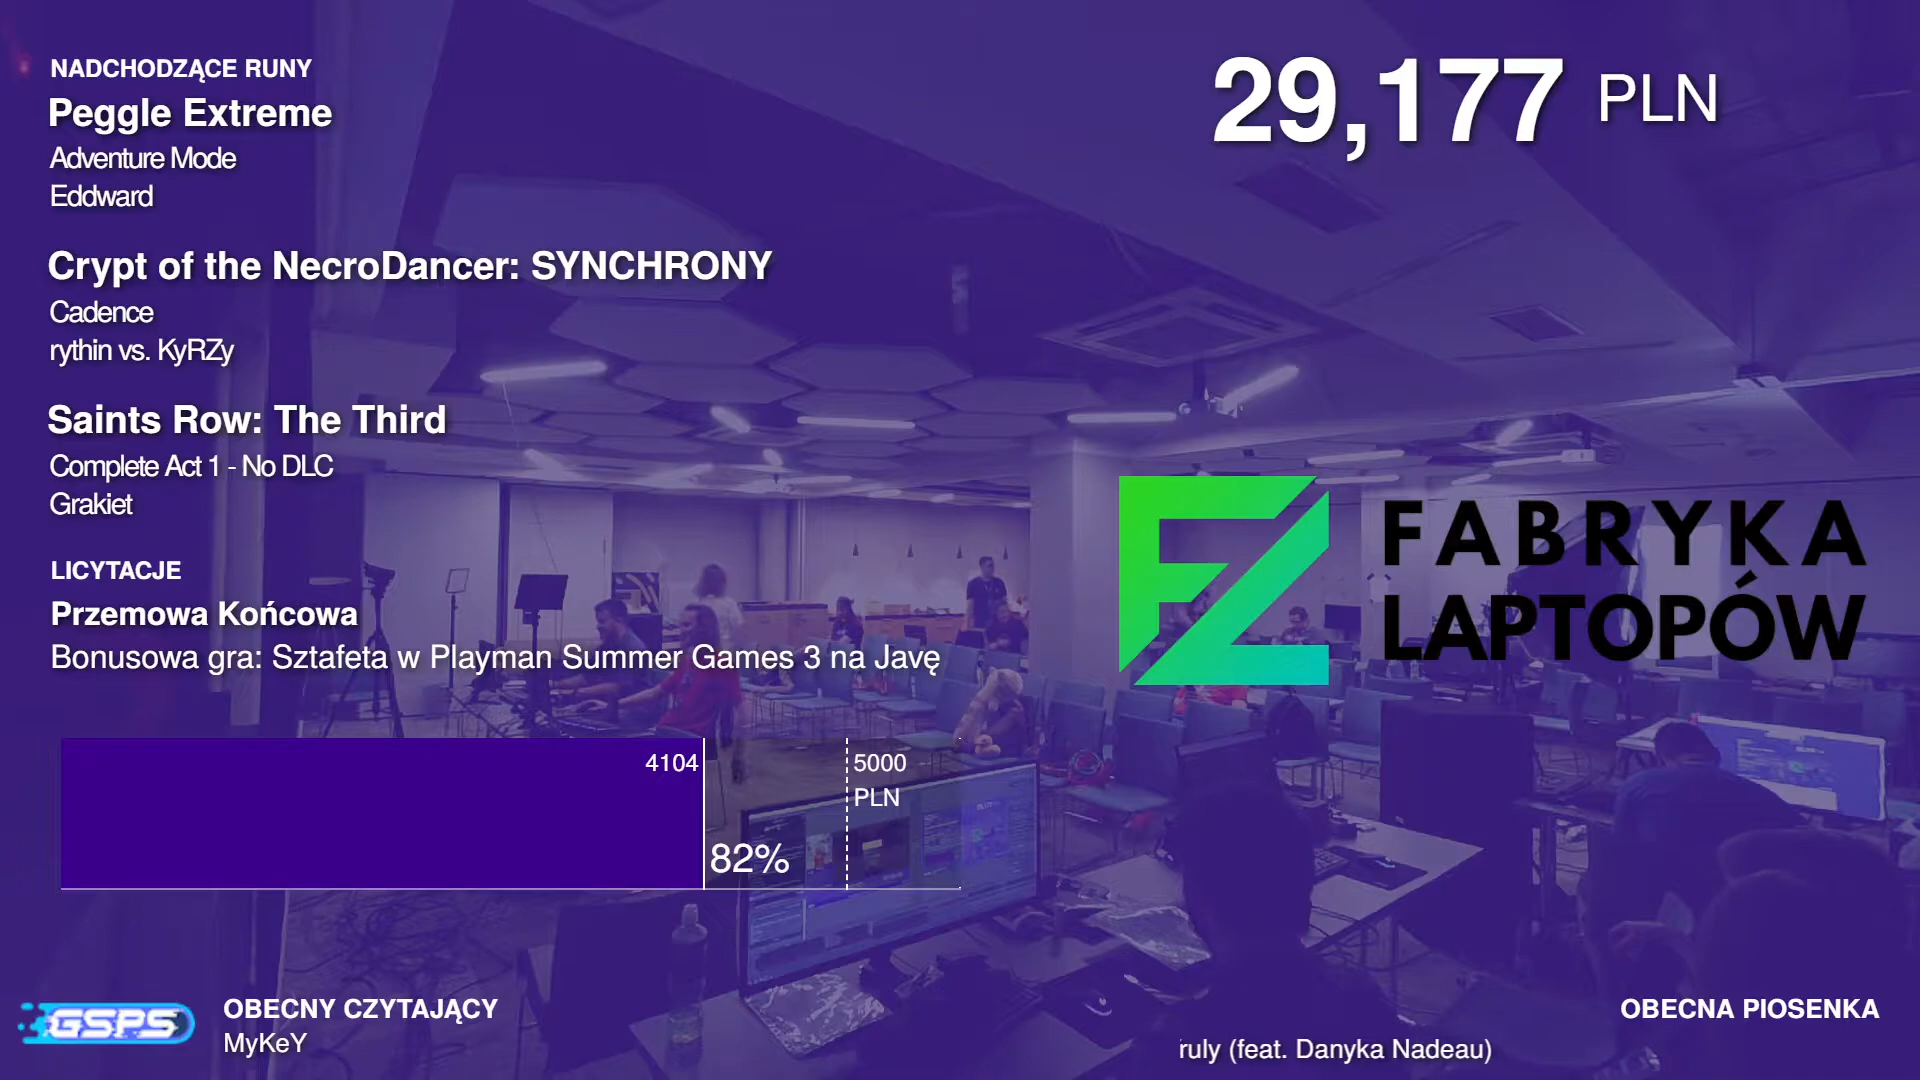 NADCHODZĄCE RUNY
Peggle Extreme
Adventure Mode
Eddward
Crypt of the NecroDancer: SYNCHRONY
Cadence
rythin vs. KyRZy
Saints Row: The Third
Complete Act 1 - No DLC
Grakiet
LICYTACJE
Przemowa Końcowa
Bonusowa gra: Sztafeta w Playman Summer Games 3 na Javę
4104
5000
PLN
82%
29,177 PLN
FABRYKA
LAPTOPÓW
GSPS
OBECNY CZYTAJĄCY
MyKeY
OBECNA PIOSENKA
ruly (feat. Danyka Nadeau)